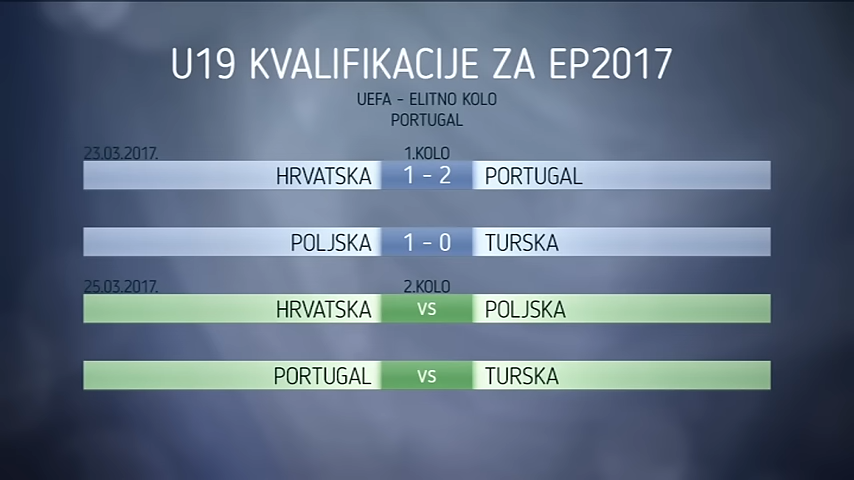 U19 KVALIFIKACIJE ZA EP2017
UEFA - ELITNO KOLO
PORTUGAL
23.03.2017. 1.KOLO
HRVATSKA 1 - 2 PORTUGAL
POLJSKA 1 - 0 TURSKA
25.03.2017. 2.KOLO
HRVATSKA VS POLJSKA
PORTUGAL VS TURSKA